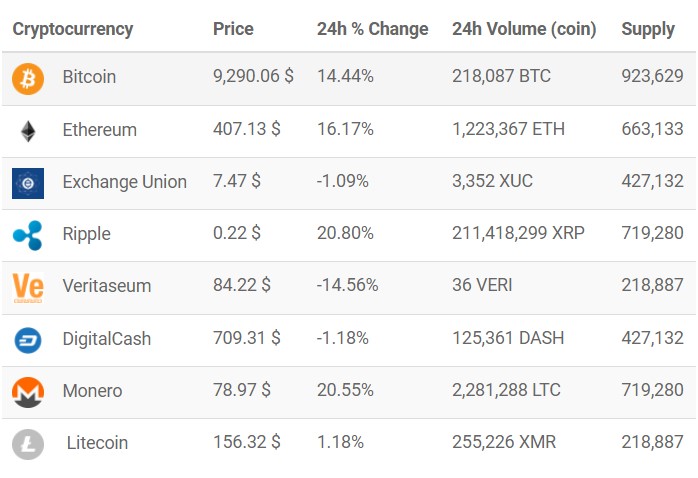 Cryptocurrency Price 24h % Change 24h Volume (coin) Supply
Bitcoin 9,290.06 $ 14.44% 218,087 BTC 923,629
Ethereum 407.13 $ 16.17% 1,223,367 ETH 663,133
Exchange Union 7.47 $ -1.09% 3,352 XUC 427,132
Ripple 0.22 $ 20.80% 211,418,299 XRP 719,280
Ve Veritaseum 84.22 $ -14.56% 36 VERI 218,887
DigitalCash 709.31 $ -1.18% 125,361 DASH 427,132
Monero 78.97 $ 20.55% 2,281,288 LTC 719,280
Litecoin 156.32 $ 1.18% 255,226 XMR 218,887